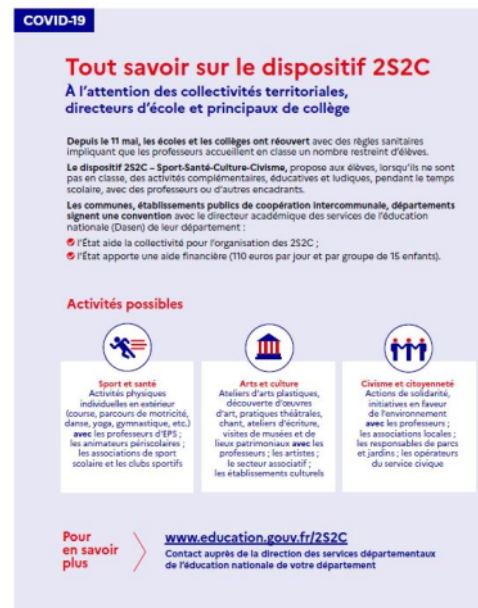 COVID-19
Tout savoir sur le dispositif 2S2C
À l'attention des collectivités territoriales,
directeurs d'école et principaux de collège
Depuis le 11 mai, les écoles et les collèges ont réouvert avec des règles sanitaires
impliquant que les professeurs accueillent en classe un nombre restreint d'élèves.
Le dispositif 2S2C – Sport-Santé-Culture-Civisme, propose aux élèves, lorsqu'ils ne sont
pas en classe, des activités complémentaires, éducatives et ludiques, pendant le temps
scolaire, avec des professeurs ou d'autres encadrants.
Les communes, établissements publics de coopération intercommunale, départements
signent une convention avec le directeur académique des services de l'éducation
nationale (Dasen) de leur département :
l'État aide la collectivité pour l'organisation des 2S2C ;
l'État apporte une aide financière (110 euros par jour et par groupe de 15 enfants).
Activités possibles
Sport et santé
Activités physiques
individuelles en extérieur
(course, parcours de motricité,
danse, yoga, gymnastique, etc.)
avec les professeurs d'EPS ;
les animateurs périscolaires ;
les associations de sport
scolaire et les clubs sportifs
Arts et culture
Ateliers d'arts plastiques,
découverte d'œuvres
d'art, pratiques théâtrales,
chant, ateliers d'écriture,
visites de musées et de
lieux patrimoniaux avec les
professeurs ; les artistes ;
le secteur associatif ;
les établissements culturels
Civisme et citoyenneté
Actions de solidarité,
initiatives en faveur
de l'environnement
avec les professeurs ;
les associations locales ;
les responsables de parcs
et jardins ; les opérateurs
du service civique
Pour
en savoir
plus
www.education.gouv.fr/2S2C
Contact auprès de la direction des services départementaux
de l'éducation nationale de votre département